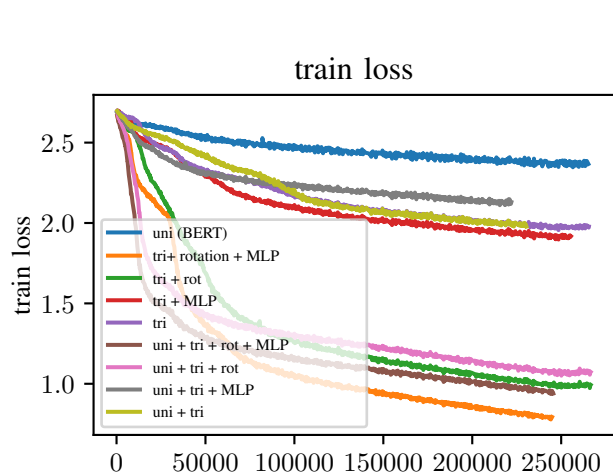 train loss
2.5
2.0
1.5
1.0
train loss
uni (BERT)
tri+ rotation + MLP
tri + rot
tri + MLP
tri
uni + tri + rot + MLP
uni + tri + rot
uni + tri + MLP
uni + tri
0 50000 100000 150000 200000 250000